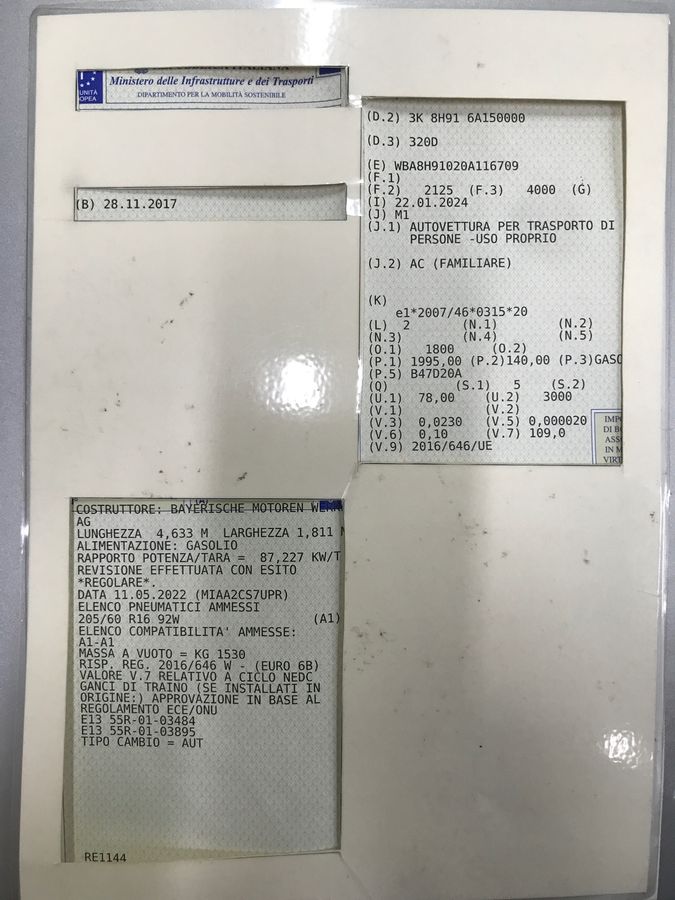 Ministero delle Infrastrutture e dei Trasporti
DIPARTIMENTO PER LA MOBILITÀ SOSTENIBILE
(B) 28.11.2017
(D.2) 3K 8H91 6A150000
(D.3) 320D
(E) WBA8H91020A116709
(F.1)
(F.2) 2125 (F.3) 4000 (G)
(I) 22.01.2024
(J) M1
(J.1) AUTOVETTURA PER TRASPORTO DI
PERSONE -USO PROPRIO
(J.2) AC (FAMILIARE)
(K)
e1*2007/46*0315*20
(L) 2 (N.1) (N.2)
(N.3) (N.4) (N.5)
(O.1) 1800 (O.2)
(P.1) 1995,00 (P.2)140,00 (P.3)GASO
(P.5) B47D20A
(Q) (S.1) 5 (S.2)
(U.1) 78,00 (U.2) 3000
(V.1) (V.2)
(V.3) 0,0230 (V.5) 0,000020
(V.6) 0,10 (V.7) 109,0
(V.9) 2016/646/UE
IMPO
DI BO
ASS
IN M
VIRT
COSTRUTTORE: BAYERISCHE MOTOREN WERK
AG
LUNGHEZZA 4,633 M LARGHEZZA 1,811 M
ALIMENTAZIONE: GASOLIO
RAPPORTO POTENZA/TARA = 87,227 KW/T
REVISIONE EFFETTUATA CON ESITO
*REGOLARE*.
DATA 11.05.2022 (MIAA2CS7UPR)
ELENCO PNEUMATICI AMMESSI
205/60 R16 92W (A1)
ELENCO COMPATIBILITA' AMMESSE:
A1-A1
MASSA A VUOTO = KG 1530
RISP. REG. 2016/646 W - (EURO 6B)
VALORE V.7 RELATIVO A CICLO NEDC
GANCI DI TRAINO (SE INSTALLATI IN
ORIGINE:) APPROVAZIONE IN BASE AL
REGOLAMENTO ECE/ONU
E13 55R-01-03484
E13 55R-01-03895
TIPO CAMBIO = AUT
RE1144